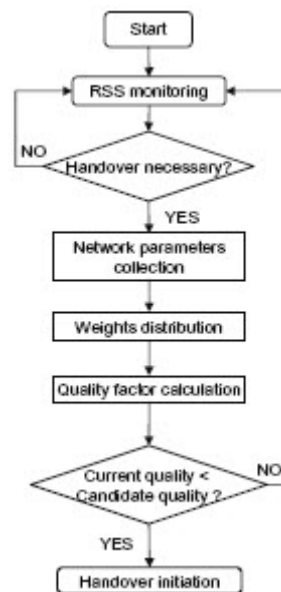 Start
RSS monitoring
NO
Handover necessary?
YES
Network parameters
collection
Weights distribution
Quality factor calculation
Current quality <
Candidate quality ?
NO
YES
Handover initiation